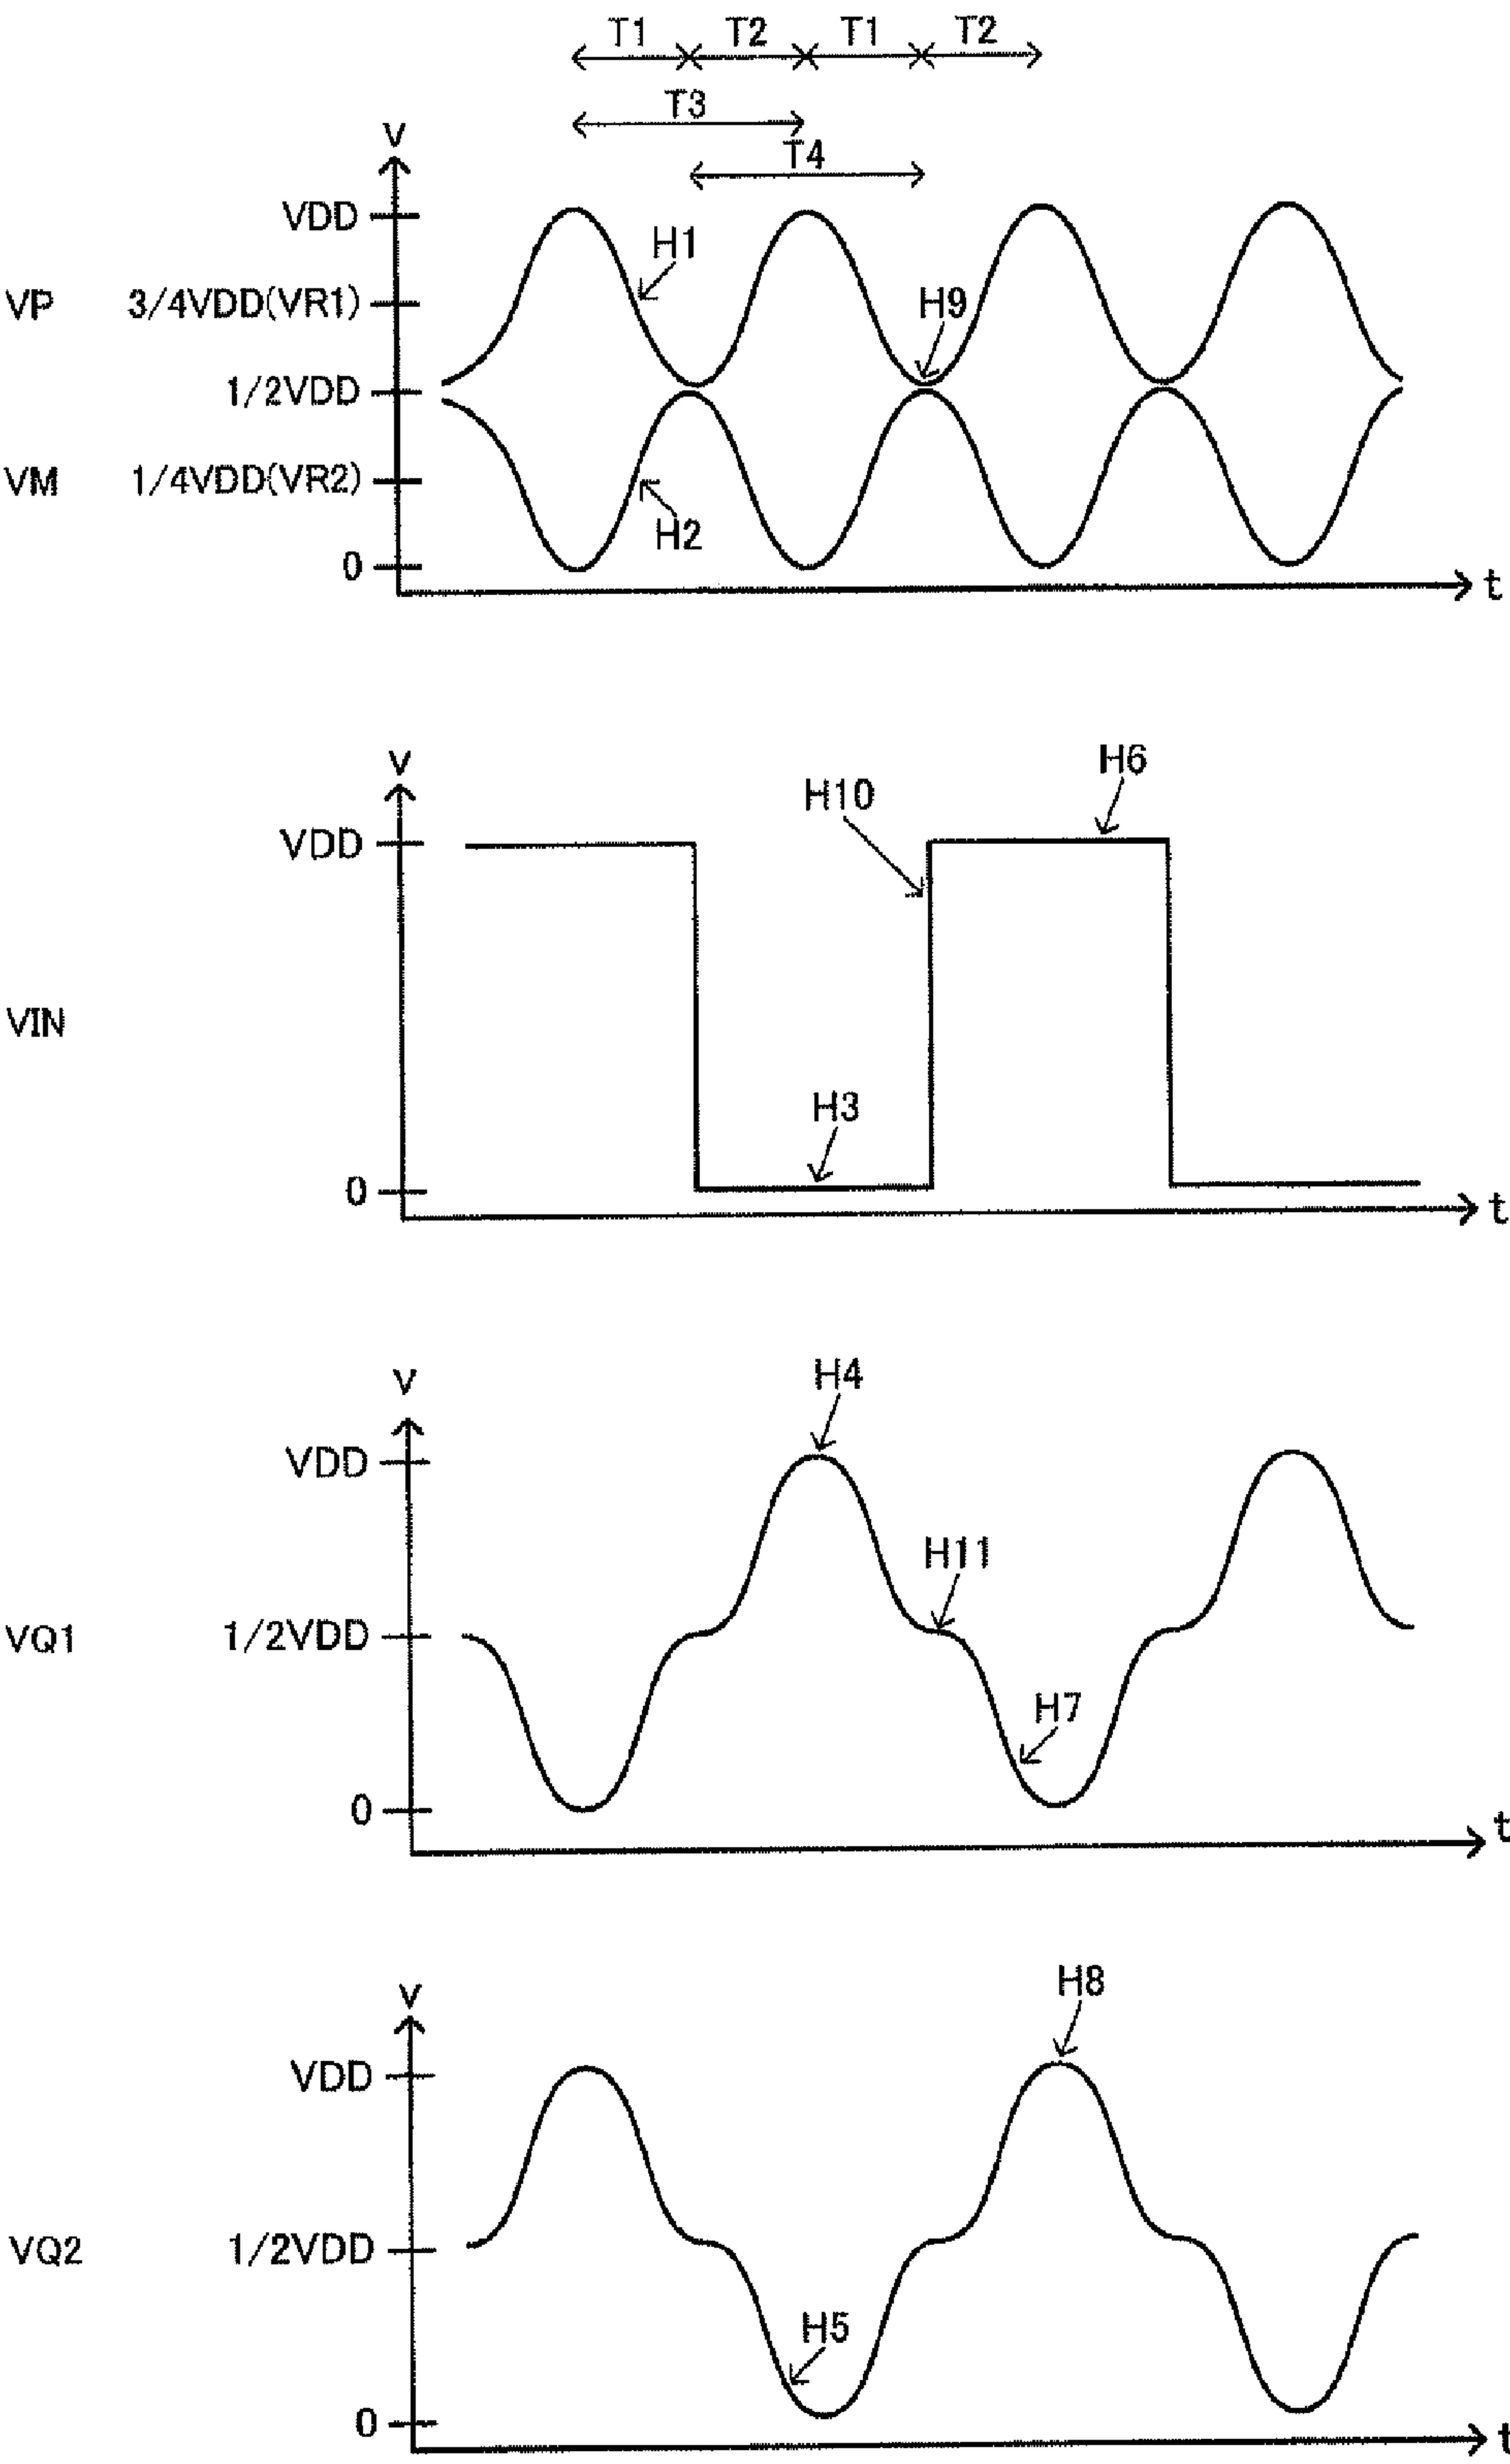 T1 T2 T1 T2
T3
T4
v
VDD
H1
VP 3/4VDD(VR1)
H9
1/2VDD
VM 1/4VDD(VR2)
H2
0
t
v
H6
H10
VDD
VIN
H3
0
t
v
H4
VDD
H11
VQ1 1/2VDD
H7
0
t
v
H8
VDD
VQ2 1/2VDD
H5
0
t